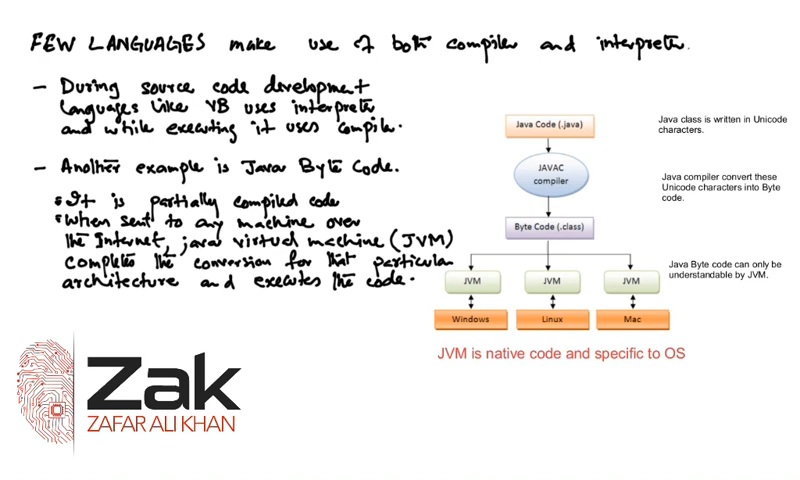 FEW LANGUAGES make use of both compiler and interpreter.
- During source code development
languages like VB uses interpreter
and while executing it uses compiler.
- Another example is Java Byte Code.
* It is partially compiled code
* When sent to any machine over
the Internet, java virtual machine (JVM)
completes the conversion for that particular
architecture and executes the code.
Java Code (.java)
Java class is written in Unicode
characters.
JAVAC
compiler
Java compiler convert these
Unicode characters into Byte
code.
Byte Code (.class)
Java Byte code can only be
understandable by JVM.
JVM JVM JVM
Windows Linux Mac
JVM is native code and specific to OS
Zak
ZAFAR ALI KHAN